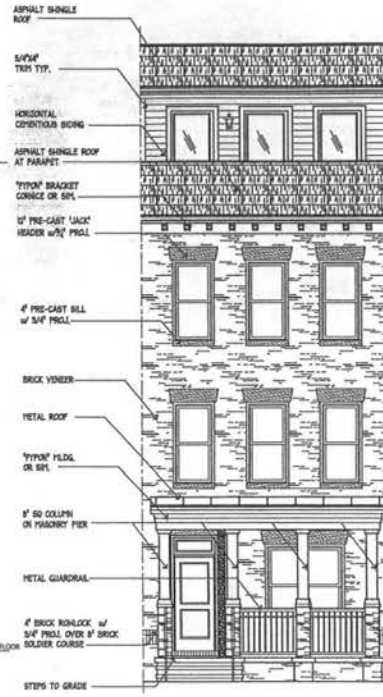 ASPHALT SHINGLE
ROOF
5/4"X4"
TRIM TYP.
HORIZONTAL
CEMENTIOUS SIDING
ASPHALT SHINGLE ROOF
AT PARAPET
"FYPON" BRACKET
CORNICE OR SIM.
12" PRE-CAST "JACK"
HEADER w/ 3/4" PROJ.
4" PRE-CAST SILL
w/ 3/4" PROJ.
BRICK VENEER
METAL ROOF
"FYPON" MLDG.
OR SIM.
8" SQ COLUMN
ON MASONRY PIER
METAL GUARDRAIL
4" BRICK ROWLOCK w/
3/4" PROJ. OVER 8" BRICK
SOLDIER COURSE
FLOOR
STEPS TO GRADE